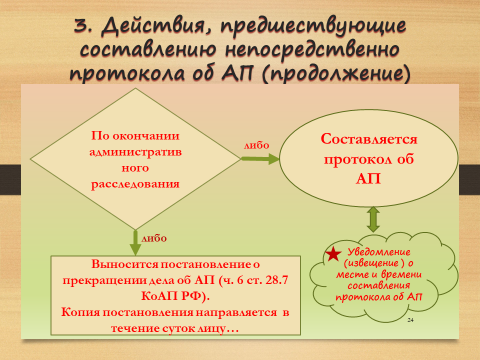 3. Действия, предшествующие
составлению непосредственно
протокола об АП (продолжение)
По окончании
административ
ного
расследования
либо
Составляется
протокол об
АП
либо
Выносится постановление о
прекращении дела об АП (ч. 6 ст. 28.7
КоАП РФ).
Копия постановления направляется в
течение суток лицу…
Уведомление
(извещение ) о
месте и времени
составления
протокола об АП
24